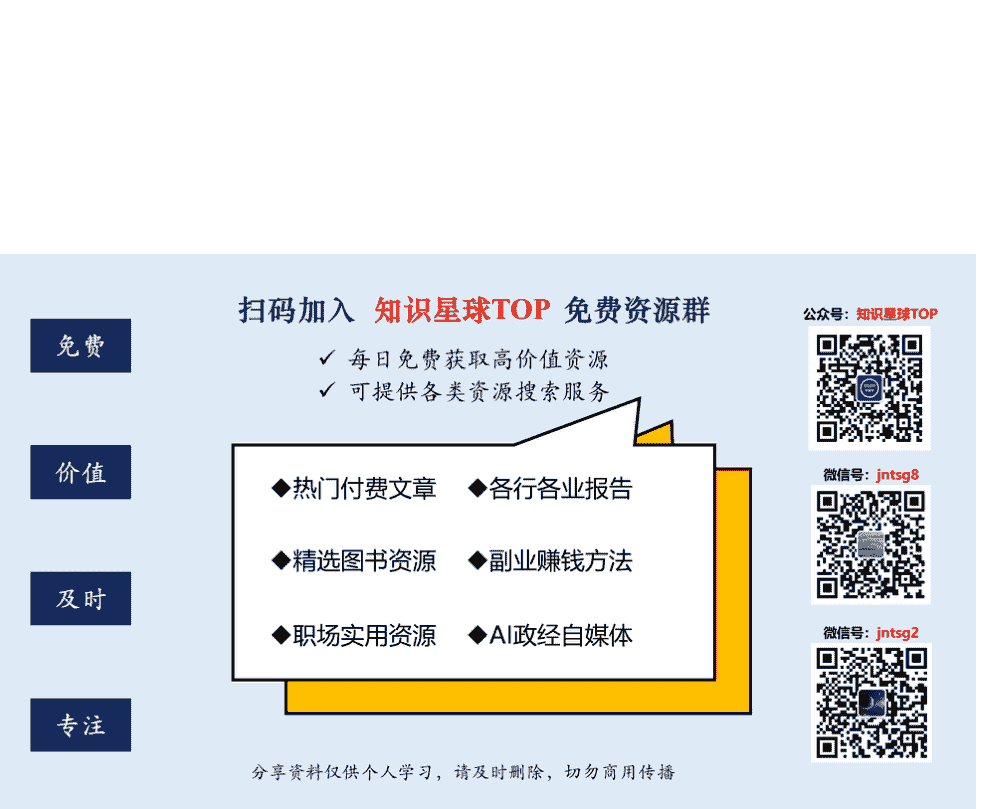 扫码加入 知识星球TOP 免费资源群
✓ 每日免费获取高价值资源
✓ 可提供各类资源搜索服务
免费
价值
及时
专注
◆热门付费文章 ◆各行各业报告
◆精选图书资源 ◆副业赚钱方法
◆职场实用资源 ◆AI政经自媒体
公众号：知识星球TOP
微信号：jntsg8
微信号：jntsg2
分享资料仅供个人学习，请及时删除，切勿商用传播